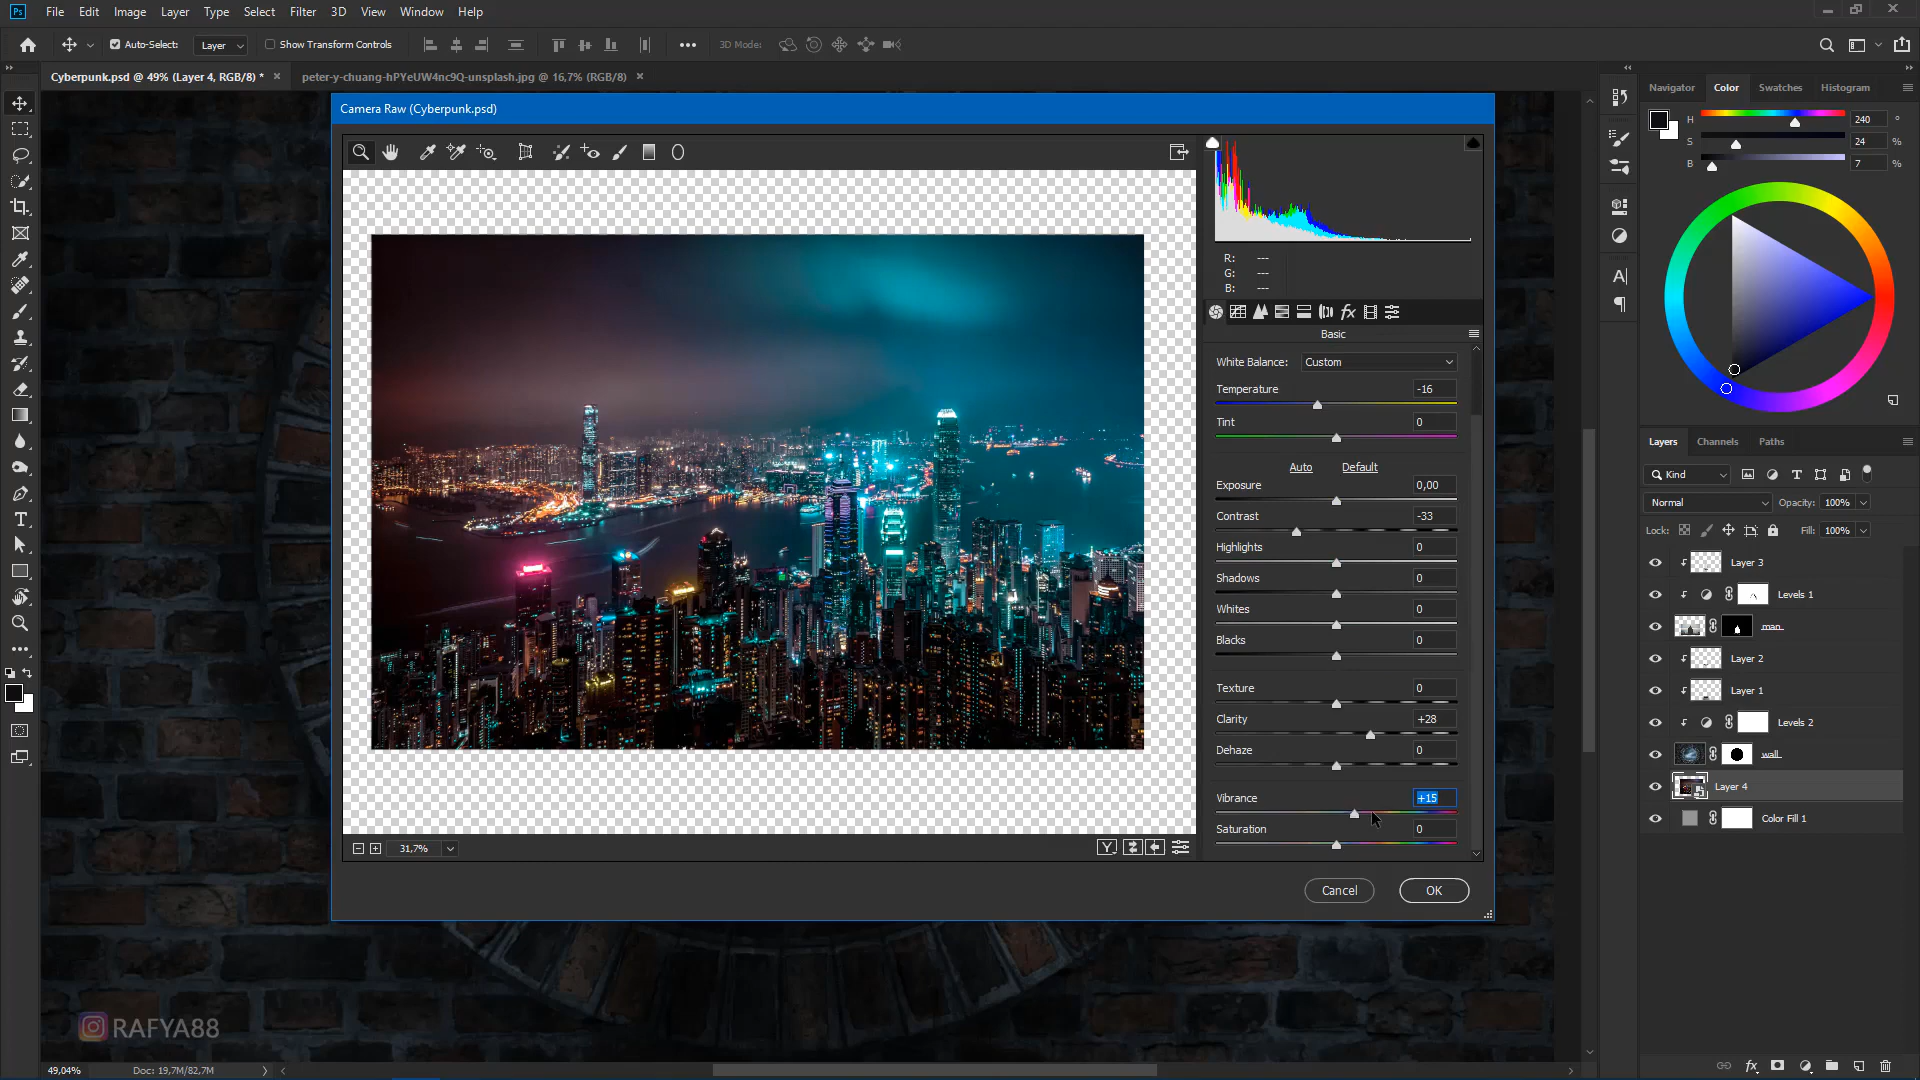 Ps File Edit Image Layer Type Select Filter 3D View Window Help
Auto-Select: Layer Show Transform Controls 3D Mode:
Cyberpunk.psd @ 49% (Layer 4, RGB/8) * peter-y-chuang-hPYeUW4nc9Q-unsplash.jpg @ 16,7% (RGB/8)
Camera Raw (Cyberpunk.psd)
R: ---
G: ---
B: ---
Basic
White Balance: Custom
Temperature -16
Tint 0
Auto Default
Exposure 0,00
Contrast -33
Highlights 0
Shadows 0
Whites 0
Blacks 0
Texture 0
Clarity +28
Dehaze 0
Vibrance +15
Saturation 0
31,7%
Cancel OK
Navigator Color Swatches Histogram
H 240 °
S 24 %
B 7 %
Layers Channels Paths
Kind
Normal Opacity: 100%
Lock: Fill: 100%
Layer 3
Levels 1
man
Layer 2
Layer 1
Levels 2
wall
Layer 4
Color Fill 1
RAFYA88
49,04% Doc: 19,7M/82,7M